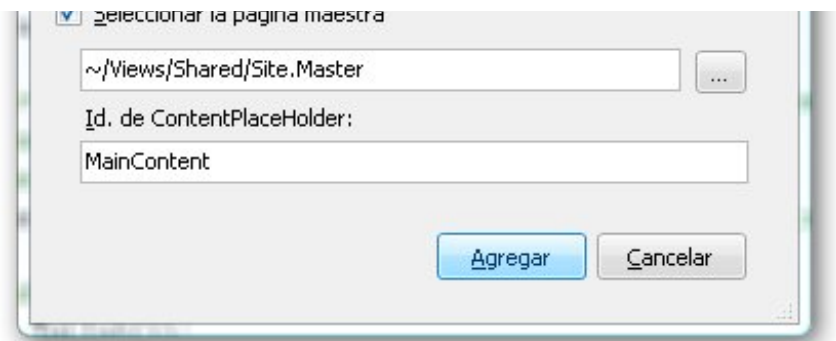 Seleccionar la página maestra
~/Views/Shared/Site.Master
...
Id. de ContentPlaceHolder:
MainContent
Agregar Cancelar